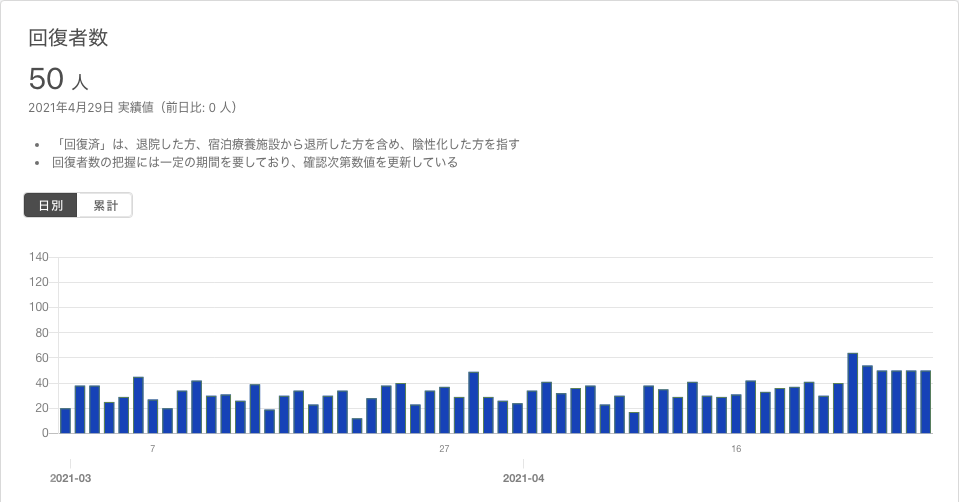 回復者数
50 人
2021年4月29日 実績値（前日比: 0 人）
「回復済」は、退院した方、宿泊療養施設から退所した方を含め、陰性化した方を指す
回復者数の把握には一定の期間を要しており、確認次第数値を更新している
日別 累計
140
120
100
80
60
40
20
0
7 27 16
2021-03 2021-04